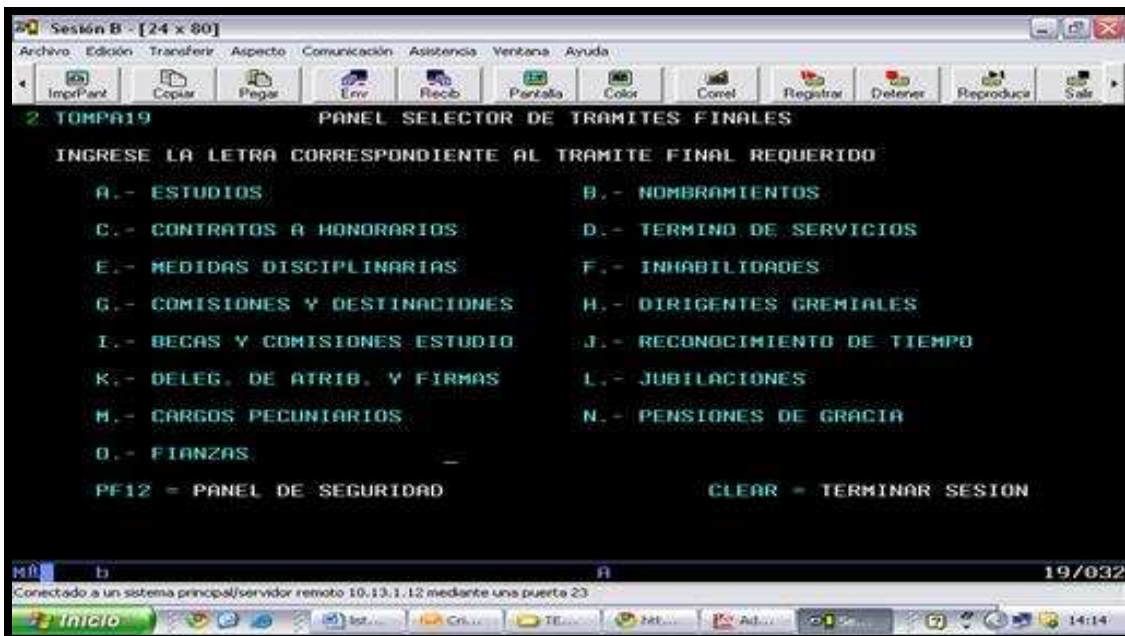 Sesión B - [24 x 80]
Archivo Edición Transferir Aspecto Comunicación Asistencia Ventana Ayuda
ImprPant Copiar Pegar Env Recib Pantalla Color Correl Registrar Detener Reproducir Salir
2 TOMPA19 PANEL SELECTOR DE TRAMITES FINALES
INGRESE LA LETRA CORRESPONDIENTE AL TRAMITE FINAL REQUERIDO
A.- ESTUDIOS B.- NOMBRAMIENTOS
C.- CONTRATOS A HONORARIOS D.- TERMINO DE SERVICIOS
E.- MEDIDAS DISCIPLINARIAS F.- INHABILIDADES
G.- COMISIONES Y DESTINACIONES H.- DIRIGENTES GREMIALES
I.- BECAS Y COMISIONES ESTUDIO J.- RECONOCIMIENTO DE TIEMPO
K.- DELEG. DE ATRIB. Y FIRMAS L.- JUBILACIONES
M.- CARGOS PECUNIARIOS N.- PENSIONES DE GRACIA
O.- FIANZAS _
PF12 = PANEL DE SEGURIDAD CLEAR = TERMINAR SESION
b A 19/032
Conectado a un sistema principal/servidor remoto 10.13.1.12 mediante una puerta 23
Inicio TE... Ad... 14:14